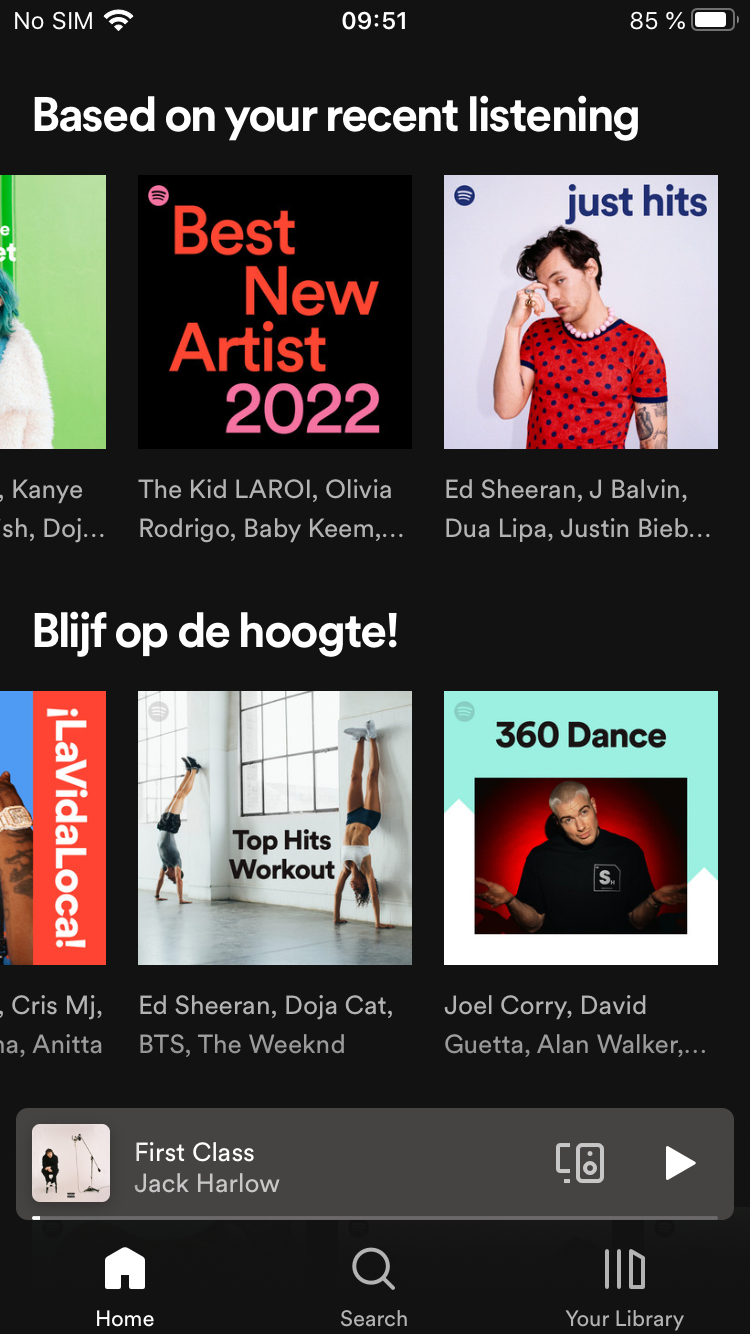 No SIM
09:51
85 %
Based on your recent listening
e
et
Best
New
Artist
2022
just hits
, Kanye
ish, Doj...
The Kid LAROI, Olivia
Rodrigo, Baby Keem,...
Ed Sheeran, J Balvin,
Dua Lipa, Justin Bieb...
Blijf op de hoogte!
¡LaVidaLoca!
Top Hits
Workout
360 Dance
S
, Cris Mj,
na, Anitta
Ed Sheeran, Doja Cat,
BTS, The Weeknd
Joel Corry, David
Guetta, Alan Walker,...
First Class
Jack Harlow
Home
Search
Your Library